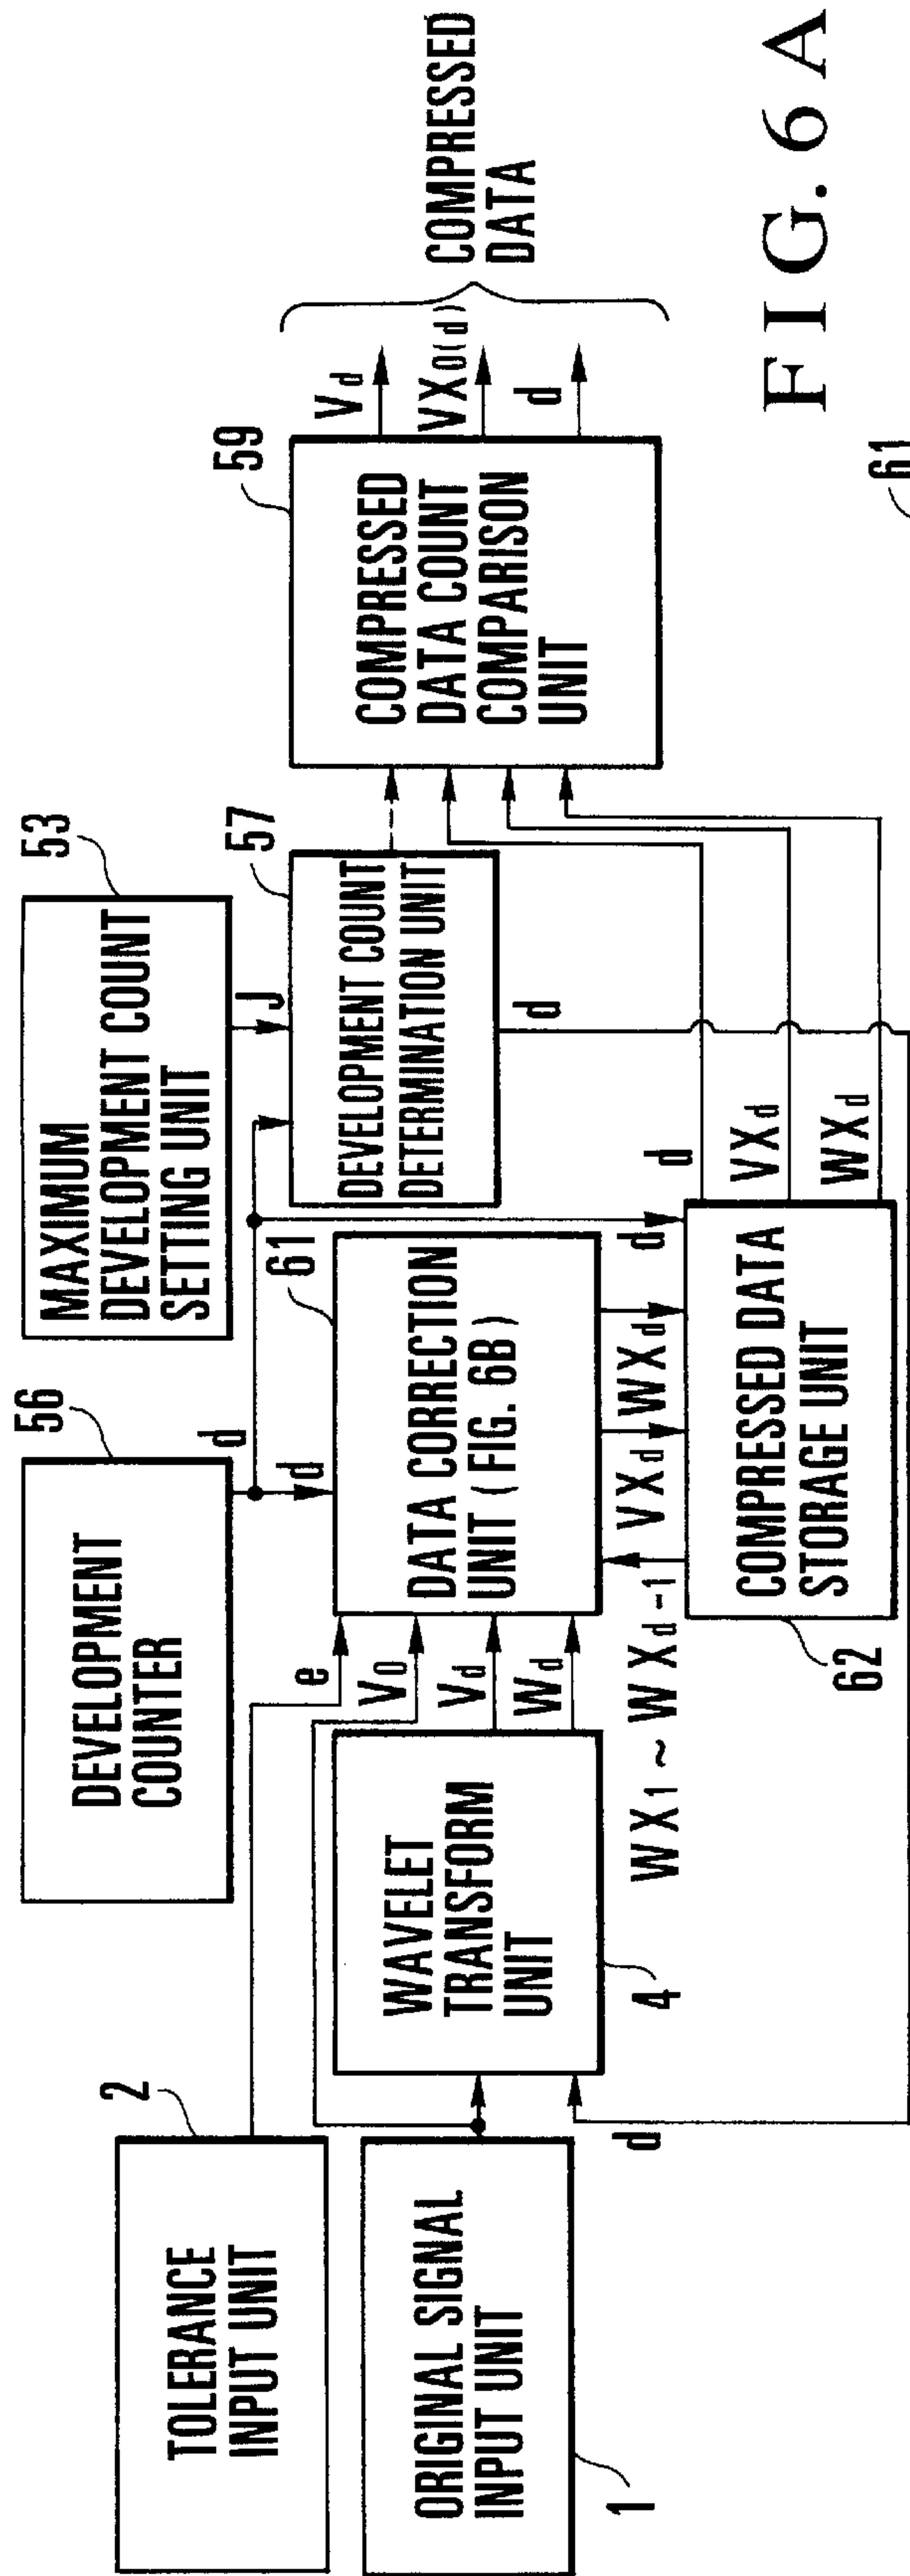 TOLERANCE
INPUT UNIT
2
ORIGINAL SIGNAL
INPUT UNIT
1
DEVELOPMENT
COUNTER
56
d
d
MAXIMUM
DEVELOPMENT COUNT
SETTING UNIT
53
J
e
V0
Vd
Wd
WAVELET
TRANSFORM
UNIT
4
d
DATA CORRECTION
UNIT (FIG. 6B)
61
DEVELOPMENT COUNT
DETERMINATION UNIT
57
d
WX1 ~ WXd-1
VXd
WXd
d
COMPRESSED DATA
STORAGE UNIT
62
d
VXd
WXd
COMPRESSED
DATA COUNT
COMPARISON
UNIT
59
Vd
VX0(d)
d
COMPRESSED
DATA
FIG. 6A
61